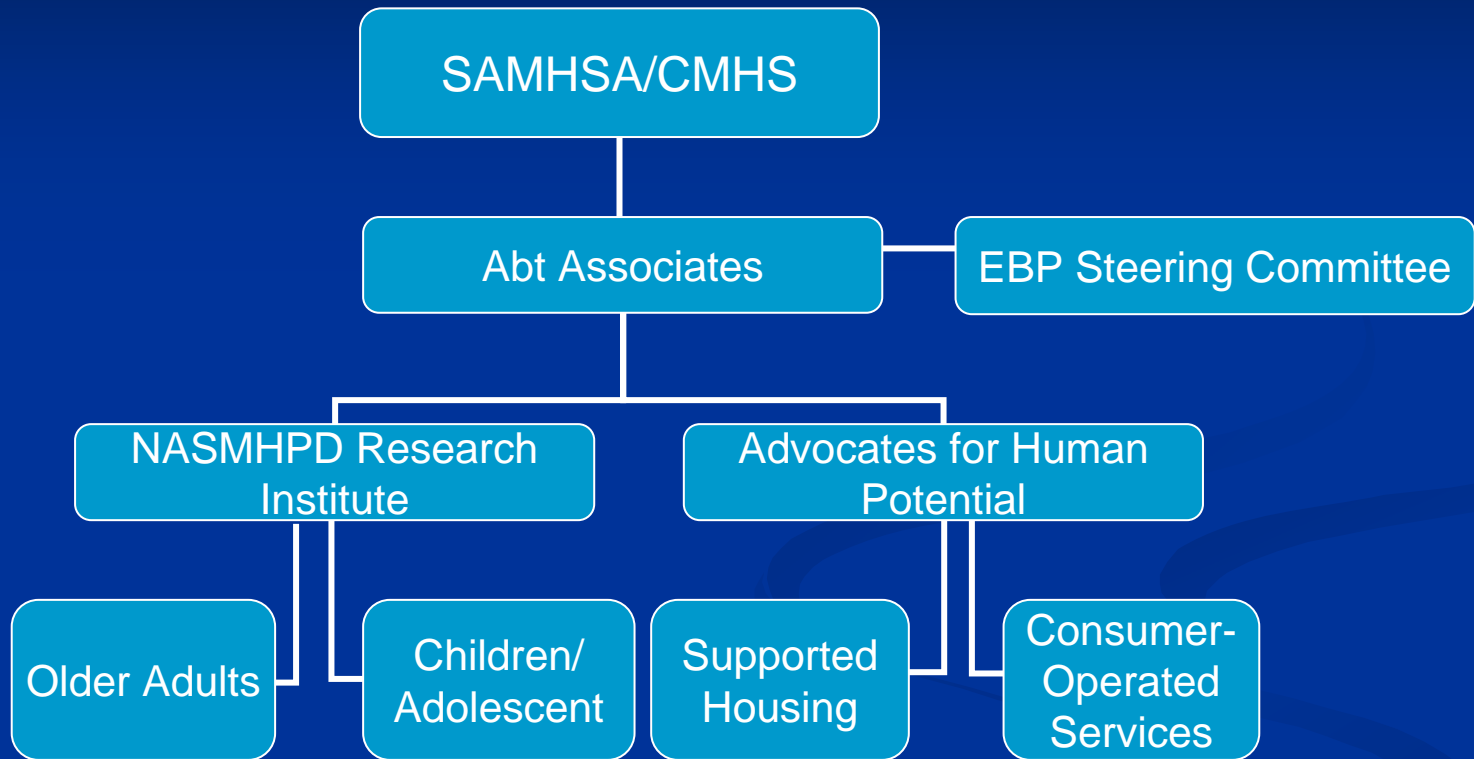 SAMHSA/CMHS
Abt Associates
EBP Steering Committee
NASMHPD Research
Institute
Advocates for Human
Potential
Older Adults
Children/
Adolescent
Supported
Housing
Consumer-
Operated
Services